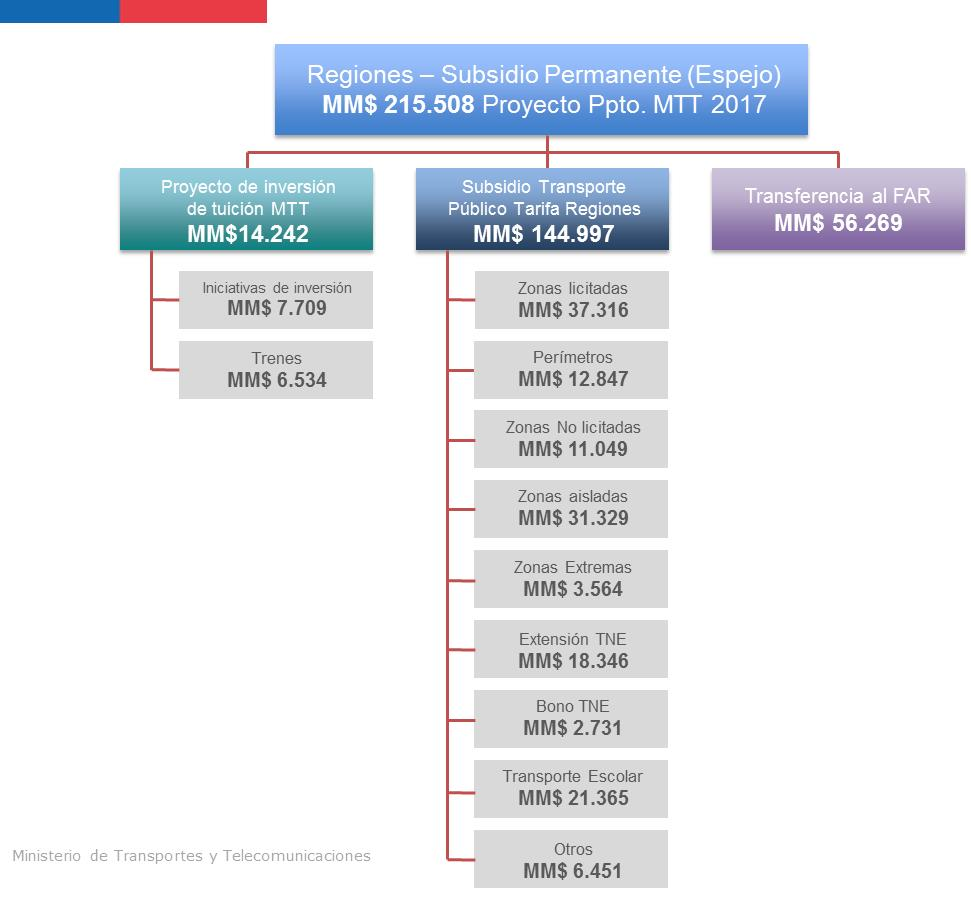 Regiones – Subsidio Permanente (Espejo)
MM$ 215.508 Proyecto Ppto. MTT 2017
Proyecto de inversión
de tuición MTT
MM$14.242
Iniciativas de inversión
MM$ 7.709
Trenes
MM$ 6.534
Subsidio Transporte
Público Tarifa Regiones
MM$ 144.997
Zonas licitadas
MM$ 37.316
Perímetros
MM$ 12.847
Zonas No licitadas
MM$ 11.049
Zonas aisladas
MM$ 31.329
Zonas Extremas
MM$ 3.564
Extensión TNE
MM$ 18.346
Bono TNE
MM$ 2.731
Transporte Escolar
MM$ 21.365
Otros
MM$ 6.451
Transferencia al FAR
MM$ 56.269
Ministerio de Transportes y Telecomunicaciones